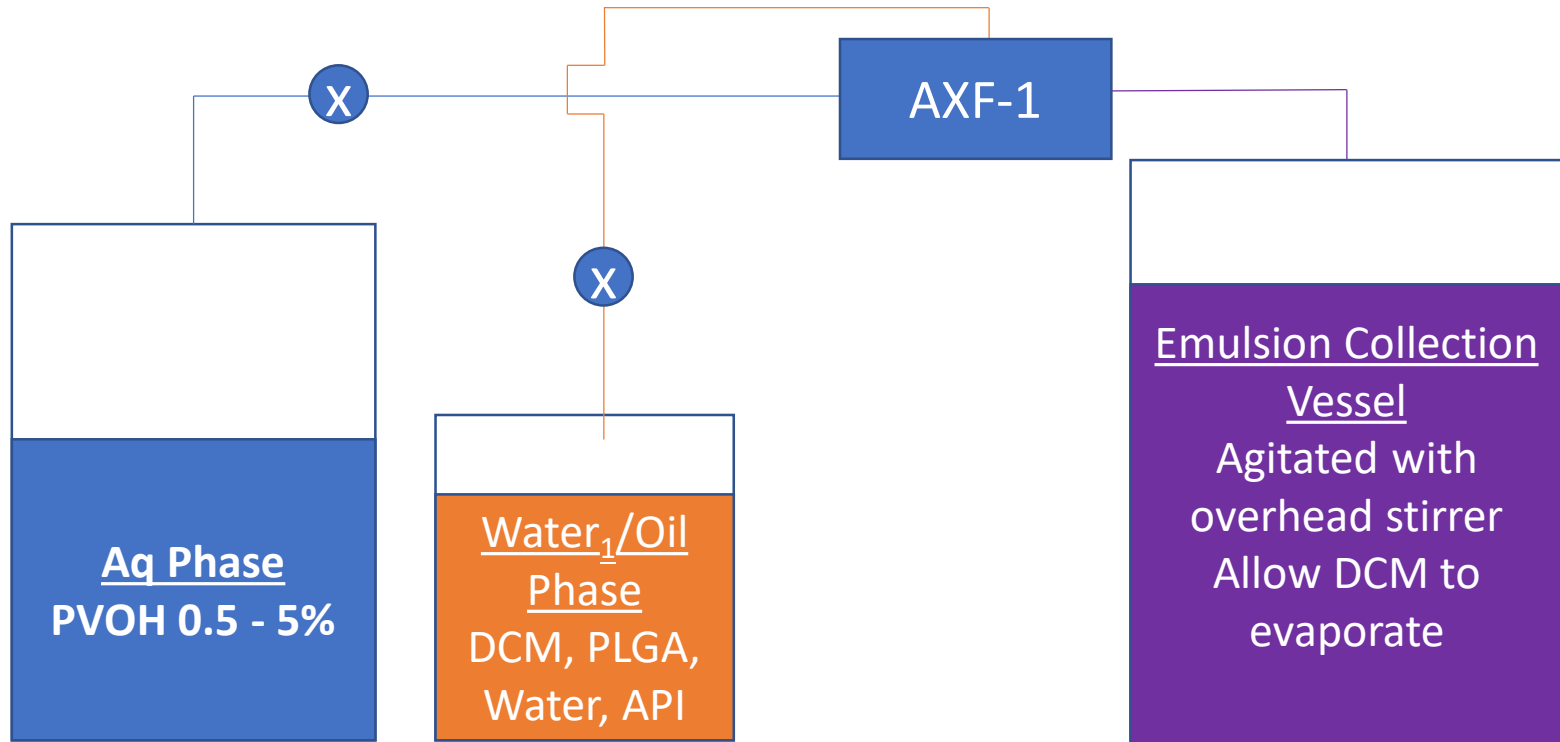 X
AXF-1
X
Aq Phase
PVOH 0.5 - 5%
Water₁/Oil
Phase
DCM, PLGA,
Water, API
Emulsion Collection
Vessel
Agitated with
overhead stirrer
Allow DCM to
evaporate